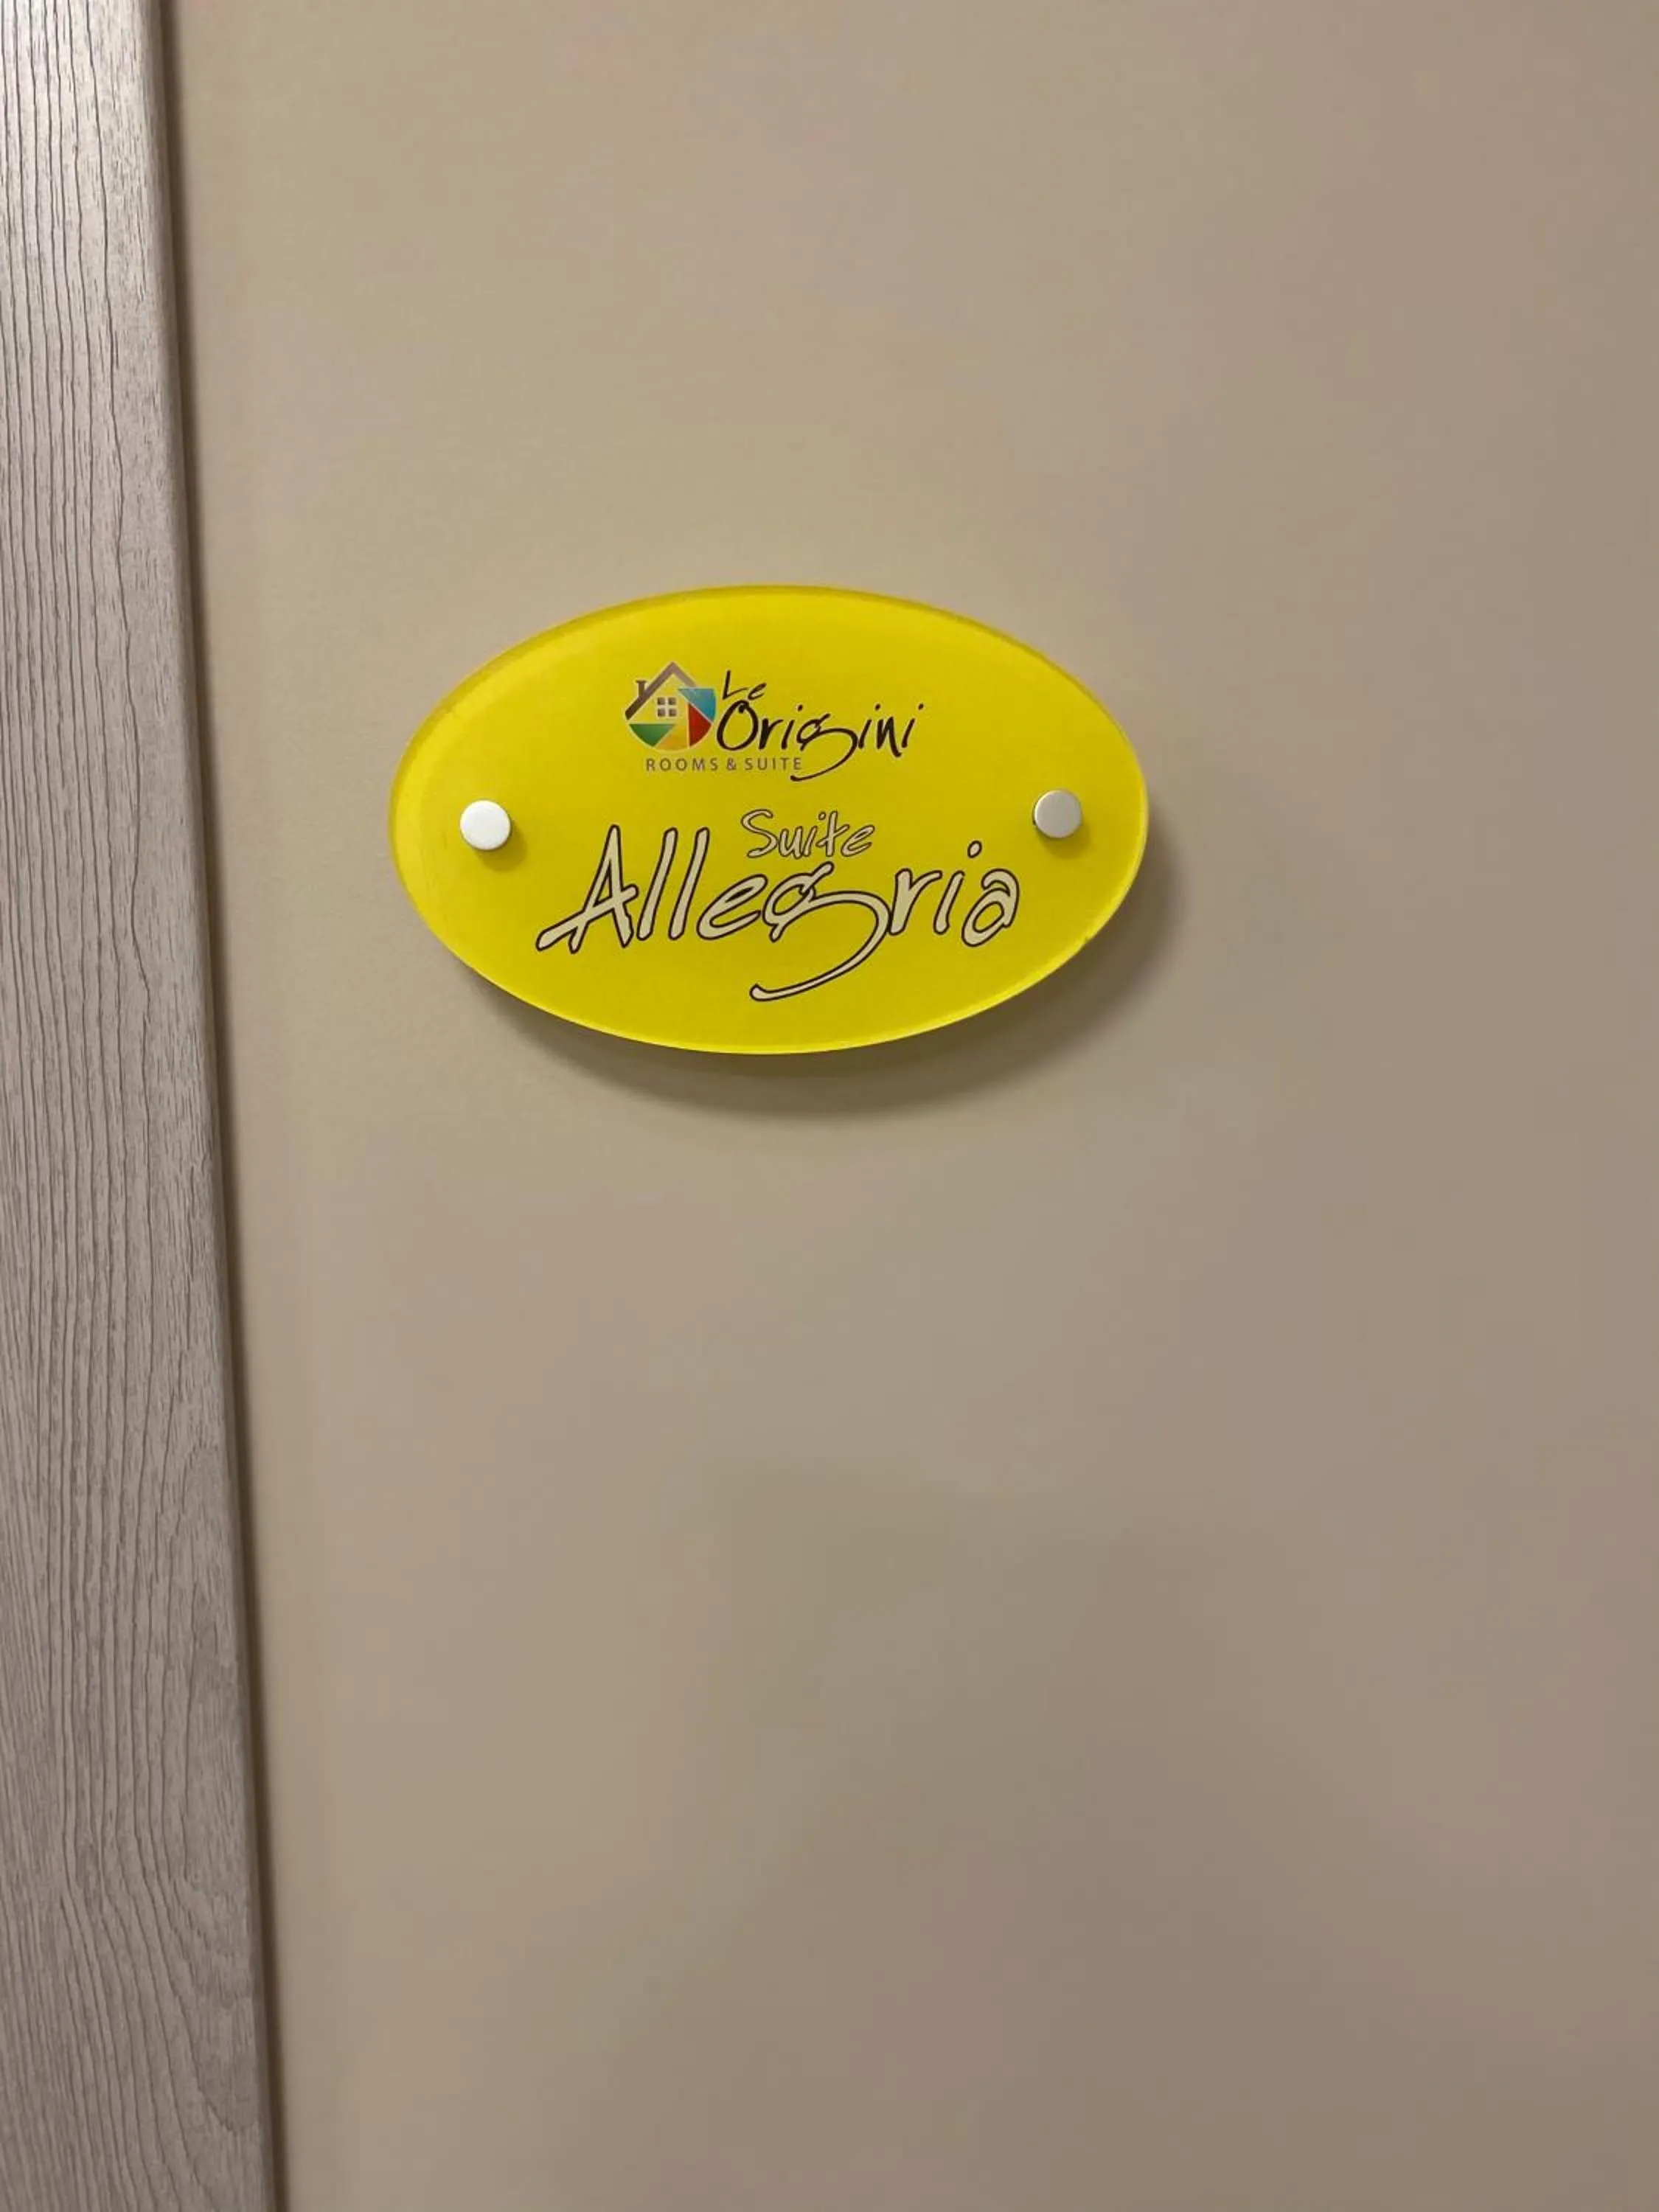 Le
Origini
ROOMS & SUITE
Suite
Allegria